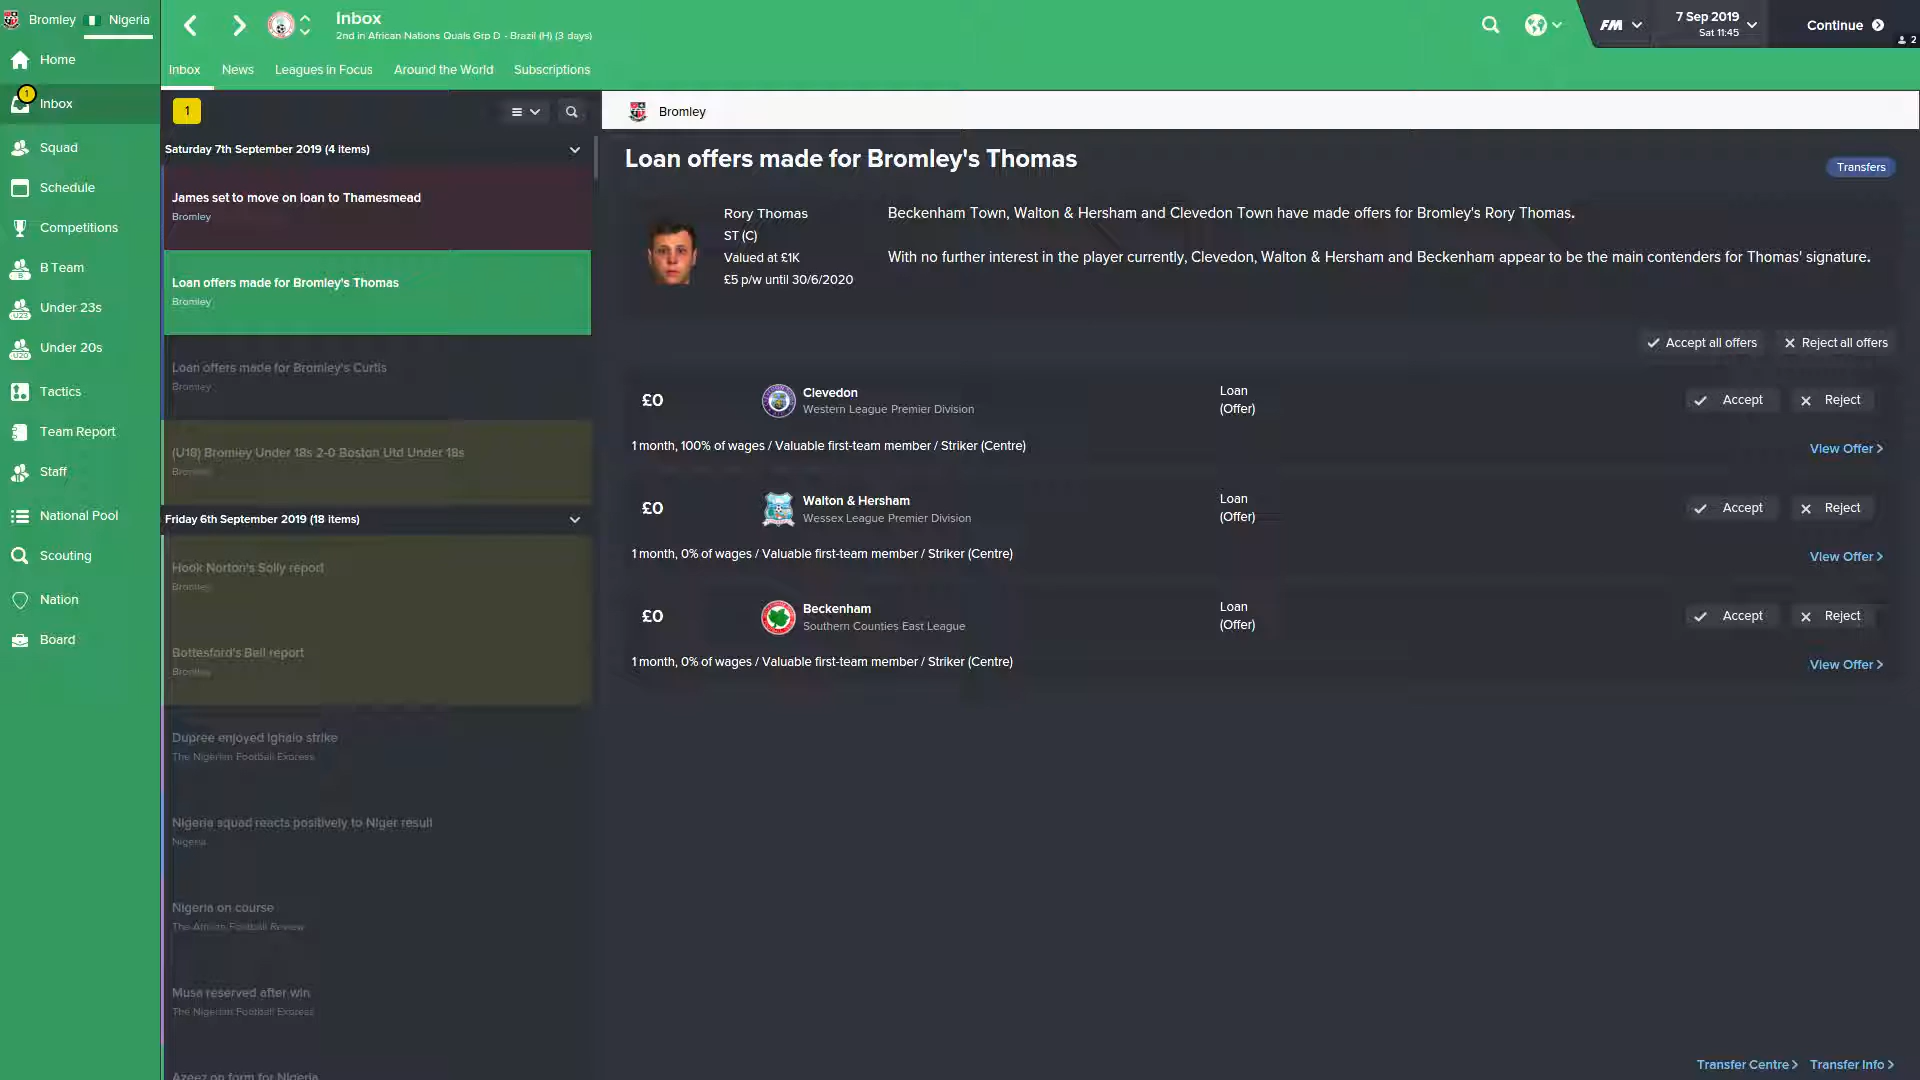 Bromley
Nigeria
Inbox
2nd in African Nations Quals Grp D - Brazil (H) (3 days)
FM
7 Sep 2019
Sat 11:45
Continue
2
Home
1
Inbox
Squad
Schedule
Competitions
B Team
Under 23s
Under 20s
Tactics
Team Report
Staff
National Pool
Scouting
Nation
Board
Inbox
News
Leagues in Focus
Around the World
Subscriptions
1
Saturday 7th September 2019 (4 items)
James set to move on loan to Thamesmead
Bromley
Loan offers made for Bromley's Thomas
Bromley
Loan offers made for Bromley's Curtis
Bromley
(U18) Bromley Under 18s 2-0 Boston Utd Under 18s
Bromley
Friday 6th September 2019 (18 items)
Hook Norton's Solly report
Bromley
Bottesford's Bell report
Bromley
Dupree enjoyed Ighalo strike
The Nigerian Football Express
Nigeria squad reacts positively to Niger result
Nigeria
Nigeria on course
The African Football Review
Musa reserved after win
The Nigerian Football Express
Azeez on form for Nigeria
Bromley
Loan offers made for Bromley's Thomas
Transfers
Rory Thomas
ST (C)
Valued at £1K
£5 p/w until 30/6/2020
Beckenham Town, Walton & Hersham and Clevedon Town have made offers for Bromley's Rory Thomas.
With no further interest in the player currently, Clevedon, Walton & Hersham and Beckenham appear to be the main contenders for Thomas' signature.
Accept all offers
Reject all offers
£0
Clevedon
Western League Premier Division
Loan
(Offer)
Accept
Reject
1 month, 100% of wages / Valuable first-team member / Striker (Centre)
View Offer >
£0
Walton & Hersham
Wessex League Premier Division
Loan
(Offer)
Accept
Reject
1 month, 0% of wages / Valuable first-team member / Striker (Centre)
View Offer >
£0
Beckenham
Southern Counties East League
Loan
(Offer)
Accept
Reject
1 month, 0% of wages / Valuable first-team member / Striker (Centre)
View Offer >
Transfer Centre >
Transfer Info >